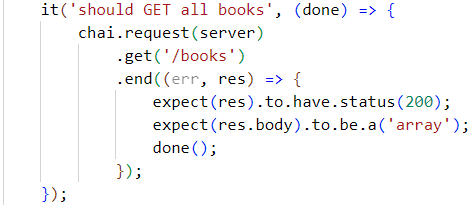 it('should GET all books', (done) => {
    chai.request(server)
        .get('/books')
        .end((err, res) => {
            expect(res).to.have.status(200);
            expect(res.body).to.be.a('array');
            done();
        });
});